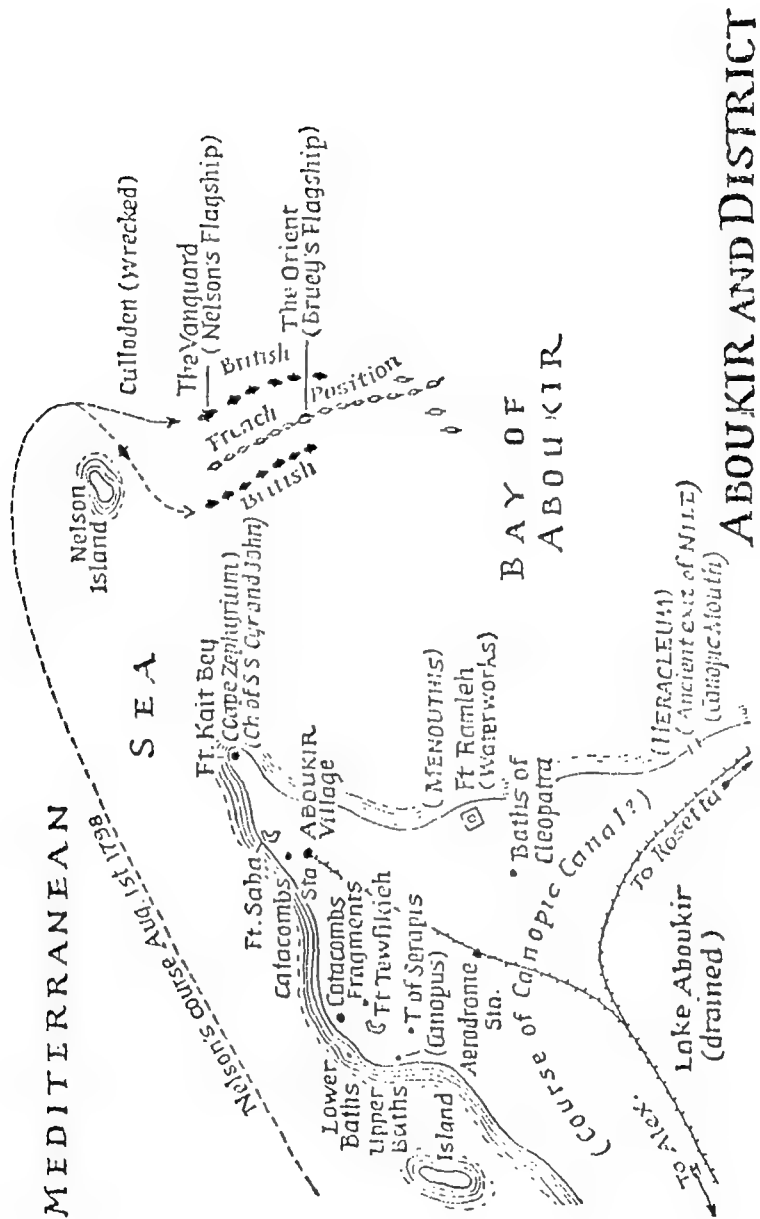 MEDITERRANEAN
SEA
Nelson's course Aug. 1st 1798
Nelson
Island
Culloden (wrecked)
The Vanguard
(Nelson's Flagship)
British
French Position
British
The Orient
(Bruey's Flagship)
Ft. Kait Bey
(Cape Zephyrium)
(Ch of S S Cyr and John)
Ft. Saba
Catacombs
Sta
ABOUKIR
Village
Catacombs
Fragments
Ft Tewfikieh
T of Serapis
(Canopus)
Lower
Baths
Upper
Baths
Island
Aerodrome
Sta.
(MENOUTHIS)
Ft Ramleh
(Waterworks)
Baths of
Cleopatra
(Course of Canopic Canal?)
BAY OF
ABOUKIR
(HERACLEUM)
(Ancient exit of NILE
Canopic Mouth)
To Rosetta
To Alex.
Lake Aboukir
(drained)
ABOUKIR AND DISTRICT